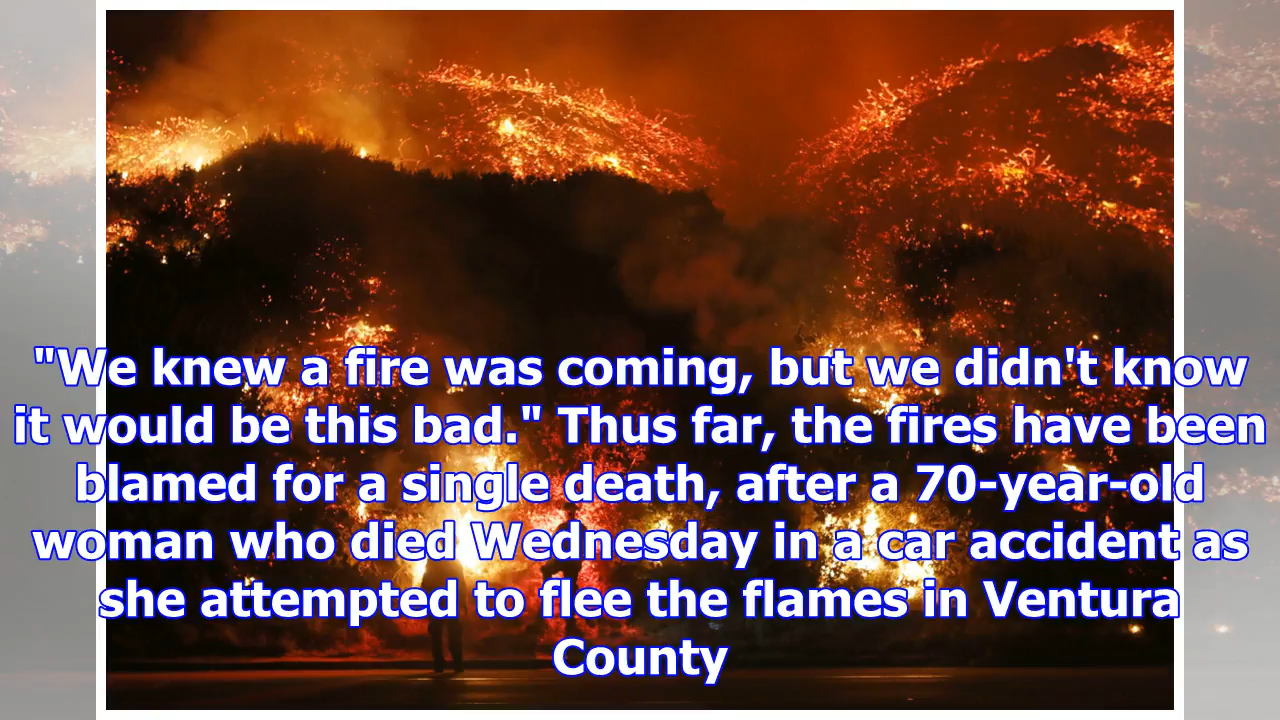 "We knew a fire was coming, but we didn't know
it would be this bad." Thus far, the fires have been
blamed for a single death, after a 70-year-old
woman who died Wednesday in a car accident as
she attempted to flee the flames in Ventura
County